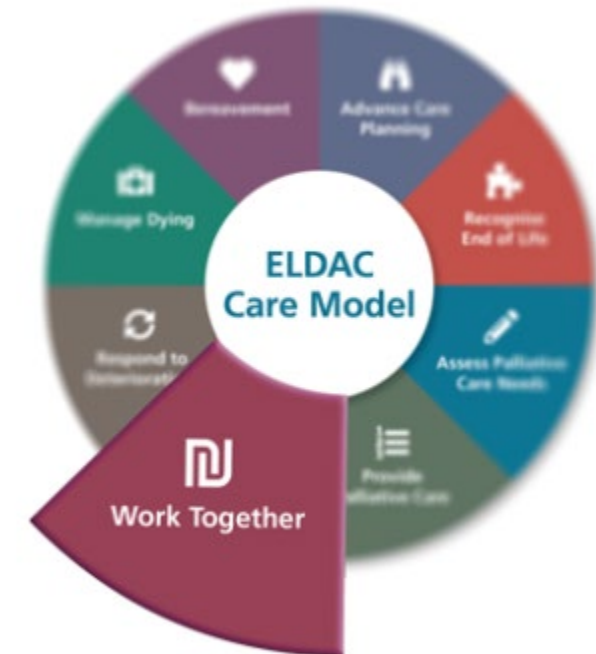 ELDAC
Care Model
Advance Care
Planning
Recognise
End of Life
Assess Palliative
Care Needs
Provide
Palliative Care
Work Together
Respond to
Manage Dying
Bereavement